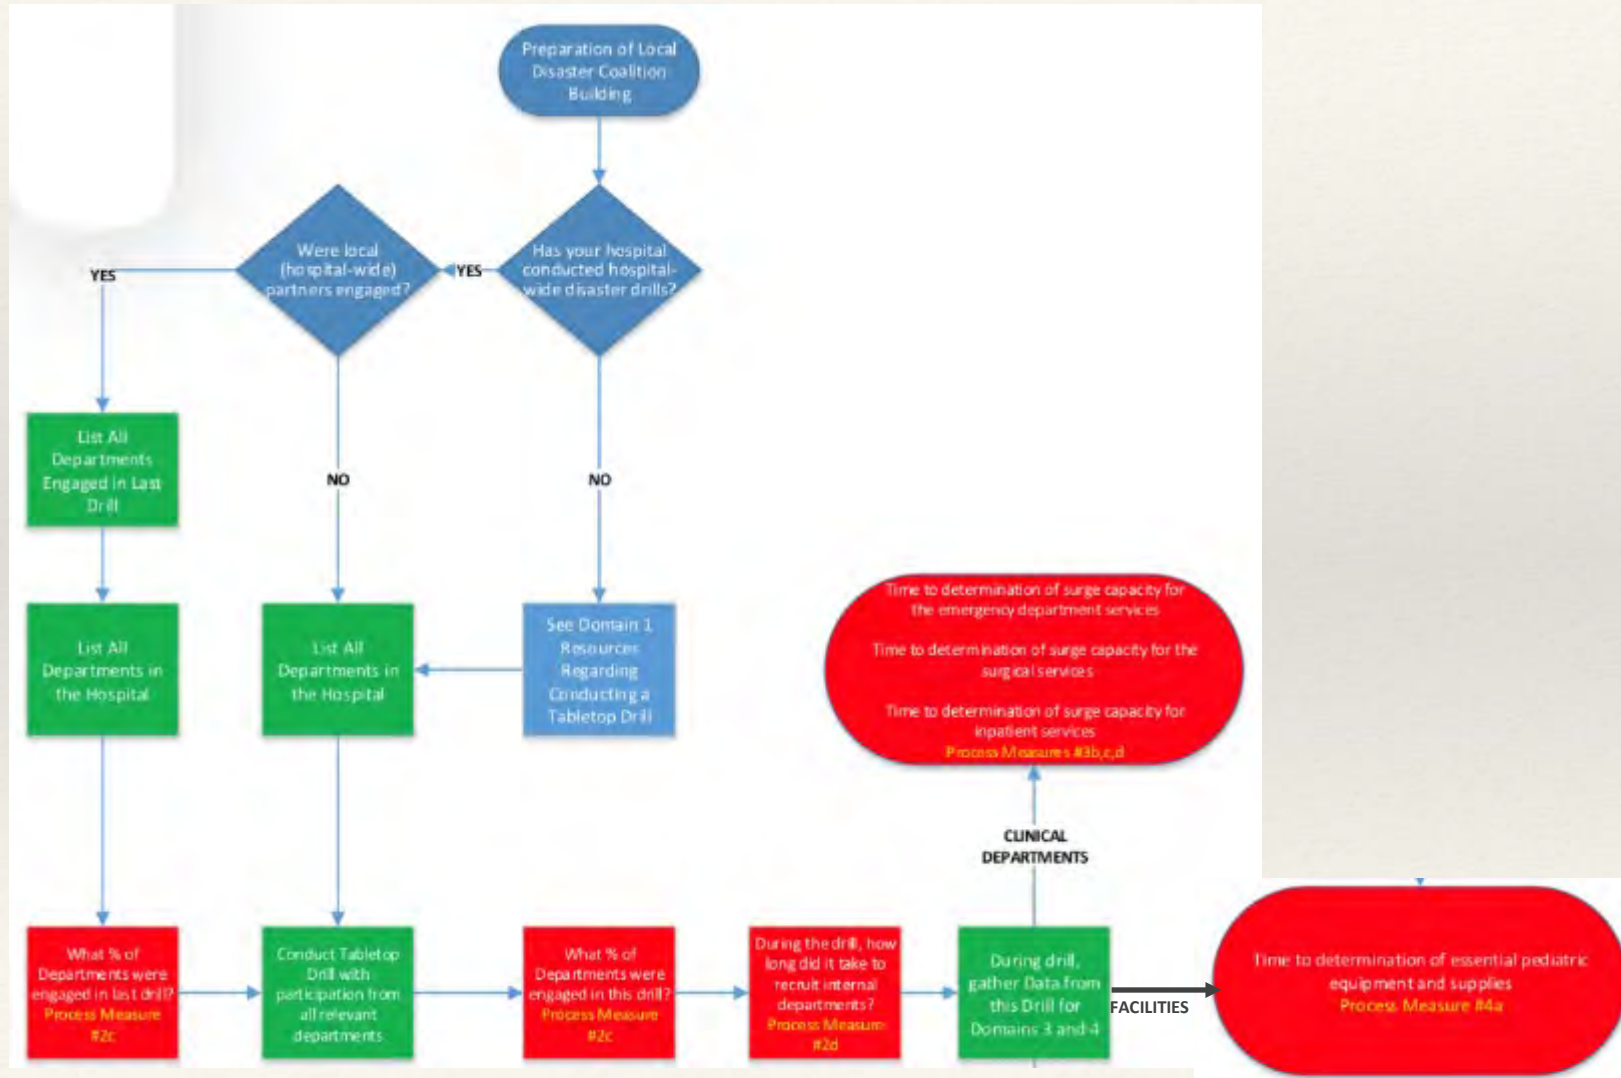 Preparation of Local
Disaster Coalition
Building
Were local
(hospital-wide)
partners engaged?
YES
Has your hospital
conducted hospital-
wide disaster drills?
YES
List All
Departments
Engaged in Last
Drill
NO
NO
List All
Departments in
the Hospital
List All
Departments in
the Hospital
See Domain 1
Resources
Regarding
Conducting a
Tabletop Drill
Time to determination of surge capacity for
the emergency department services
Time to determination of surge capacity for the
surgical services
Time to determination of surge capacity for
inpatient services
Process Measures #3b,c,d
CLINICAL
DEPARTMENTS
What % of
Departments were
engaged in last drill?
Process Measure
#2c
Conduct Tabletop
Drill with
participation from
all relevant
departments
What % of
Departments were
engaged in this drill?
Process Measure
#2c
During the drill, how
long did it take to
recruit internal
departments?
Process Measure
#2d
During drill,
gather Data from
this Drill for
Domains 3 and 4
FACILITIES
Time to determination of essential pediatric
equipment and supplies
Process Measure #4a